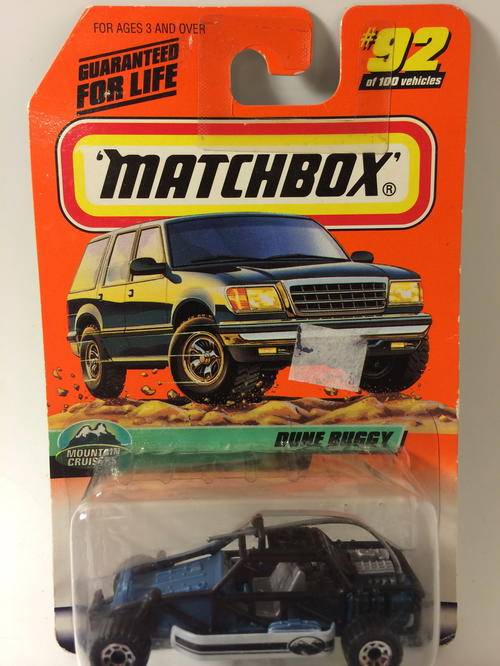 FOR AGES 3 AND OVER
GUARANTEED
FOR LIFE
#92
of 100 vehicles
'MATCHBOX'®
DUNE BUGGY
MOUNTAIN
CRUISERS